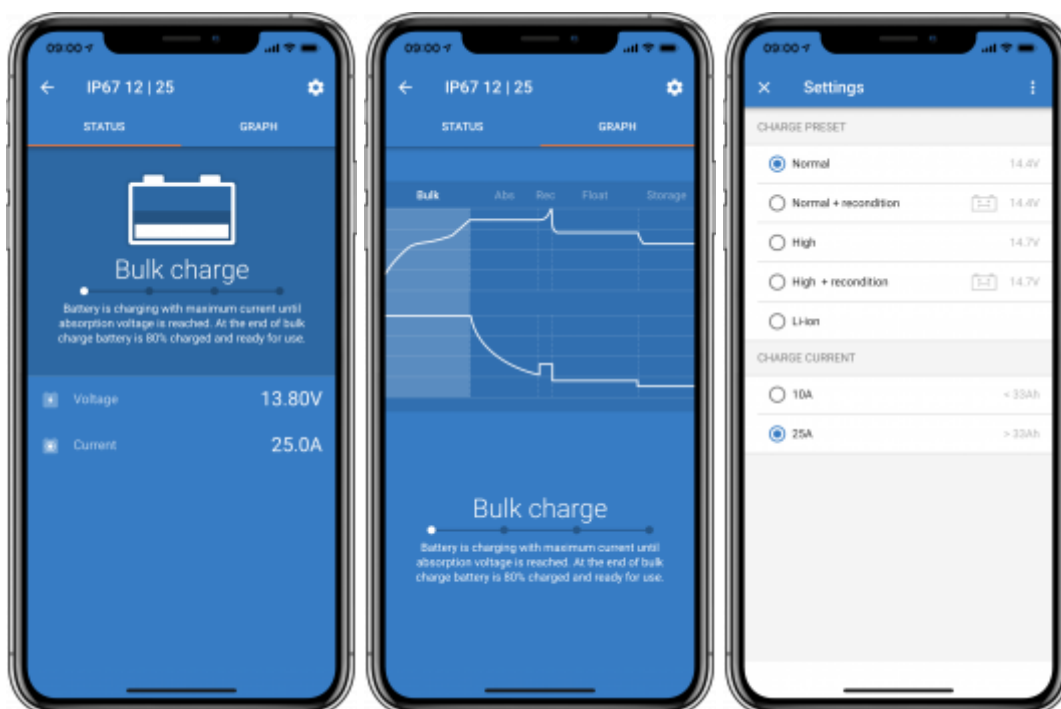 09:00
IP67 12 | 25
STATUS GRAPH
Bulk charge
Battery is charging with maximum current until
absorption voltage is reached. At the end of bulk
charge battery is 80% charged and ready for use.
Voltage 13.80V
Current 25.0A
09:00
IP67 12 | 25
STATUS GRAPH
Bulk Abs Rec Float Storage
Bulk charge
Battery is charging with maximum current until
absorption voltage is reached. At the end of bulk
charge battery is 80% charged and ready for use.
09:00
Settings
CHARGE PRESET
Normal 14.4V
Normal + recondition 14.4V
High 14.7V
High + recondition 14.7V
Li-ion
CHARGE CURRENT
10A < 33Ah
25A > 33Ah